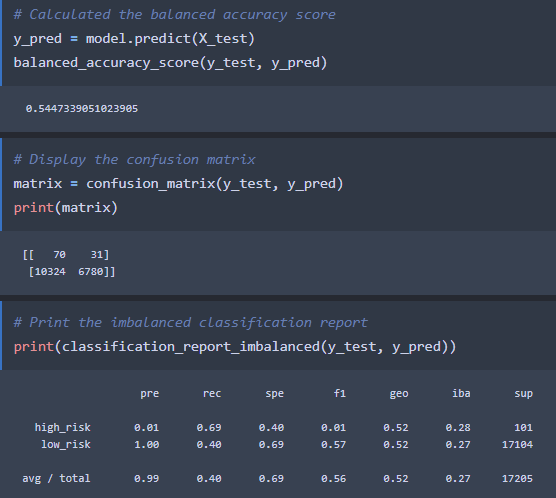 # Calculated the balanced accuracy score
y_pred = model.predict(X_test)
balanced_accuracy_score(y_test, y_pred)
0.5447339051023905
# Display the confusion matrix
matrix = confusion_matrix(y_test, y_pred)
print(matrix)
[[   70    31]
 [10324  6780]]
# Print the imbalanced classification report
print(classification_report_imbalanced(y_test, y_pred))
pre rec spe f1 geo iba sup
high_risk 0.01 0.69 0.40 0.01 0.52 0.28 101
low_risk 1.00 0.40 0.69 0.57 0.52 0.27 17104
avg / total 0.99 0.40 0.69 0.56 0.52 0.27 17205